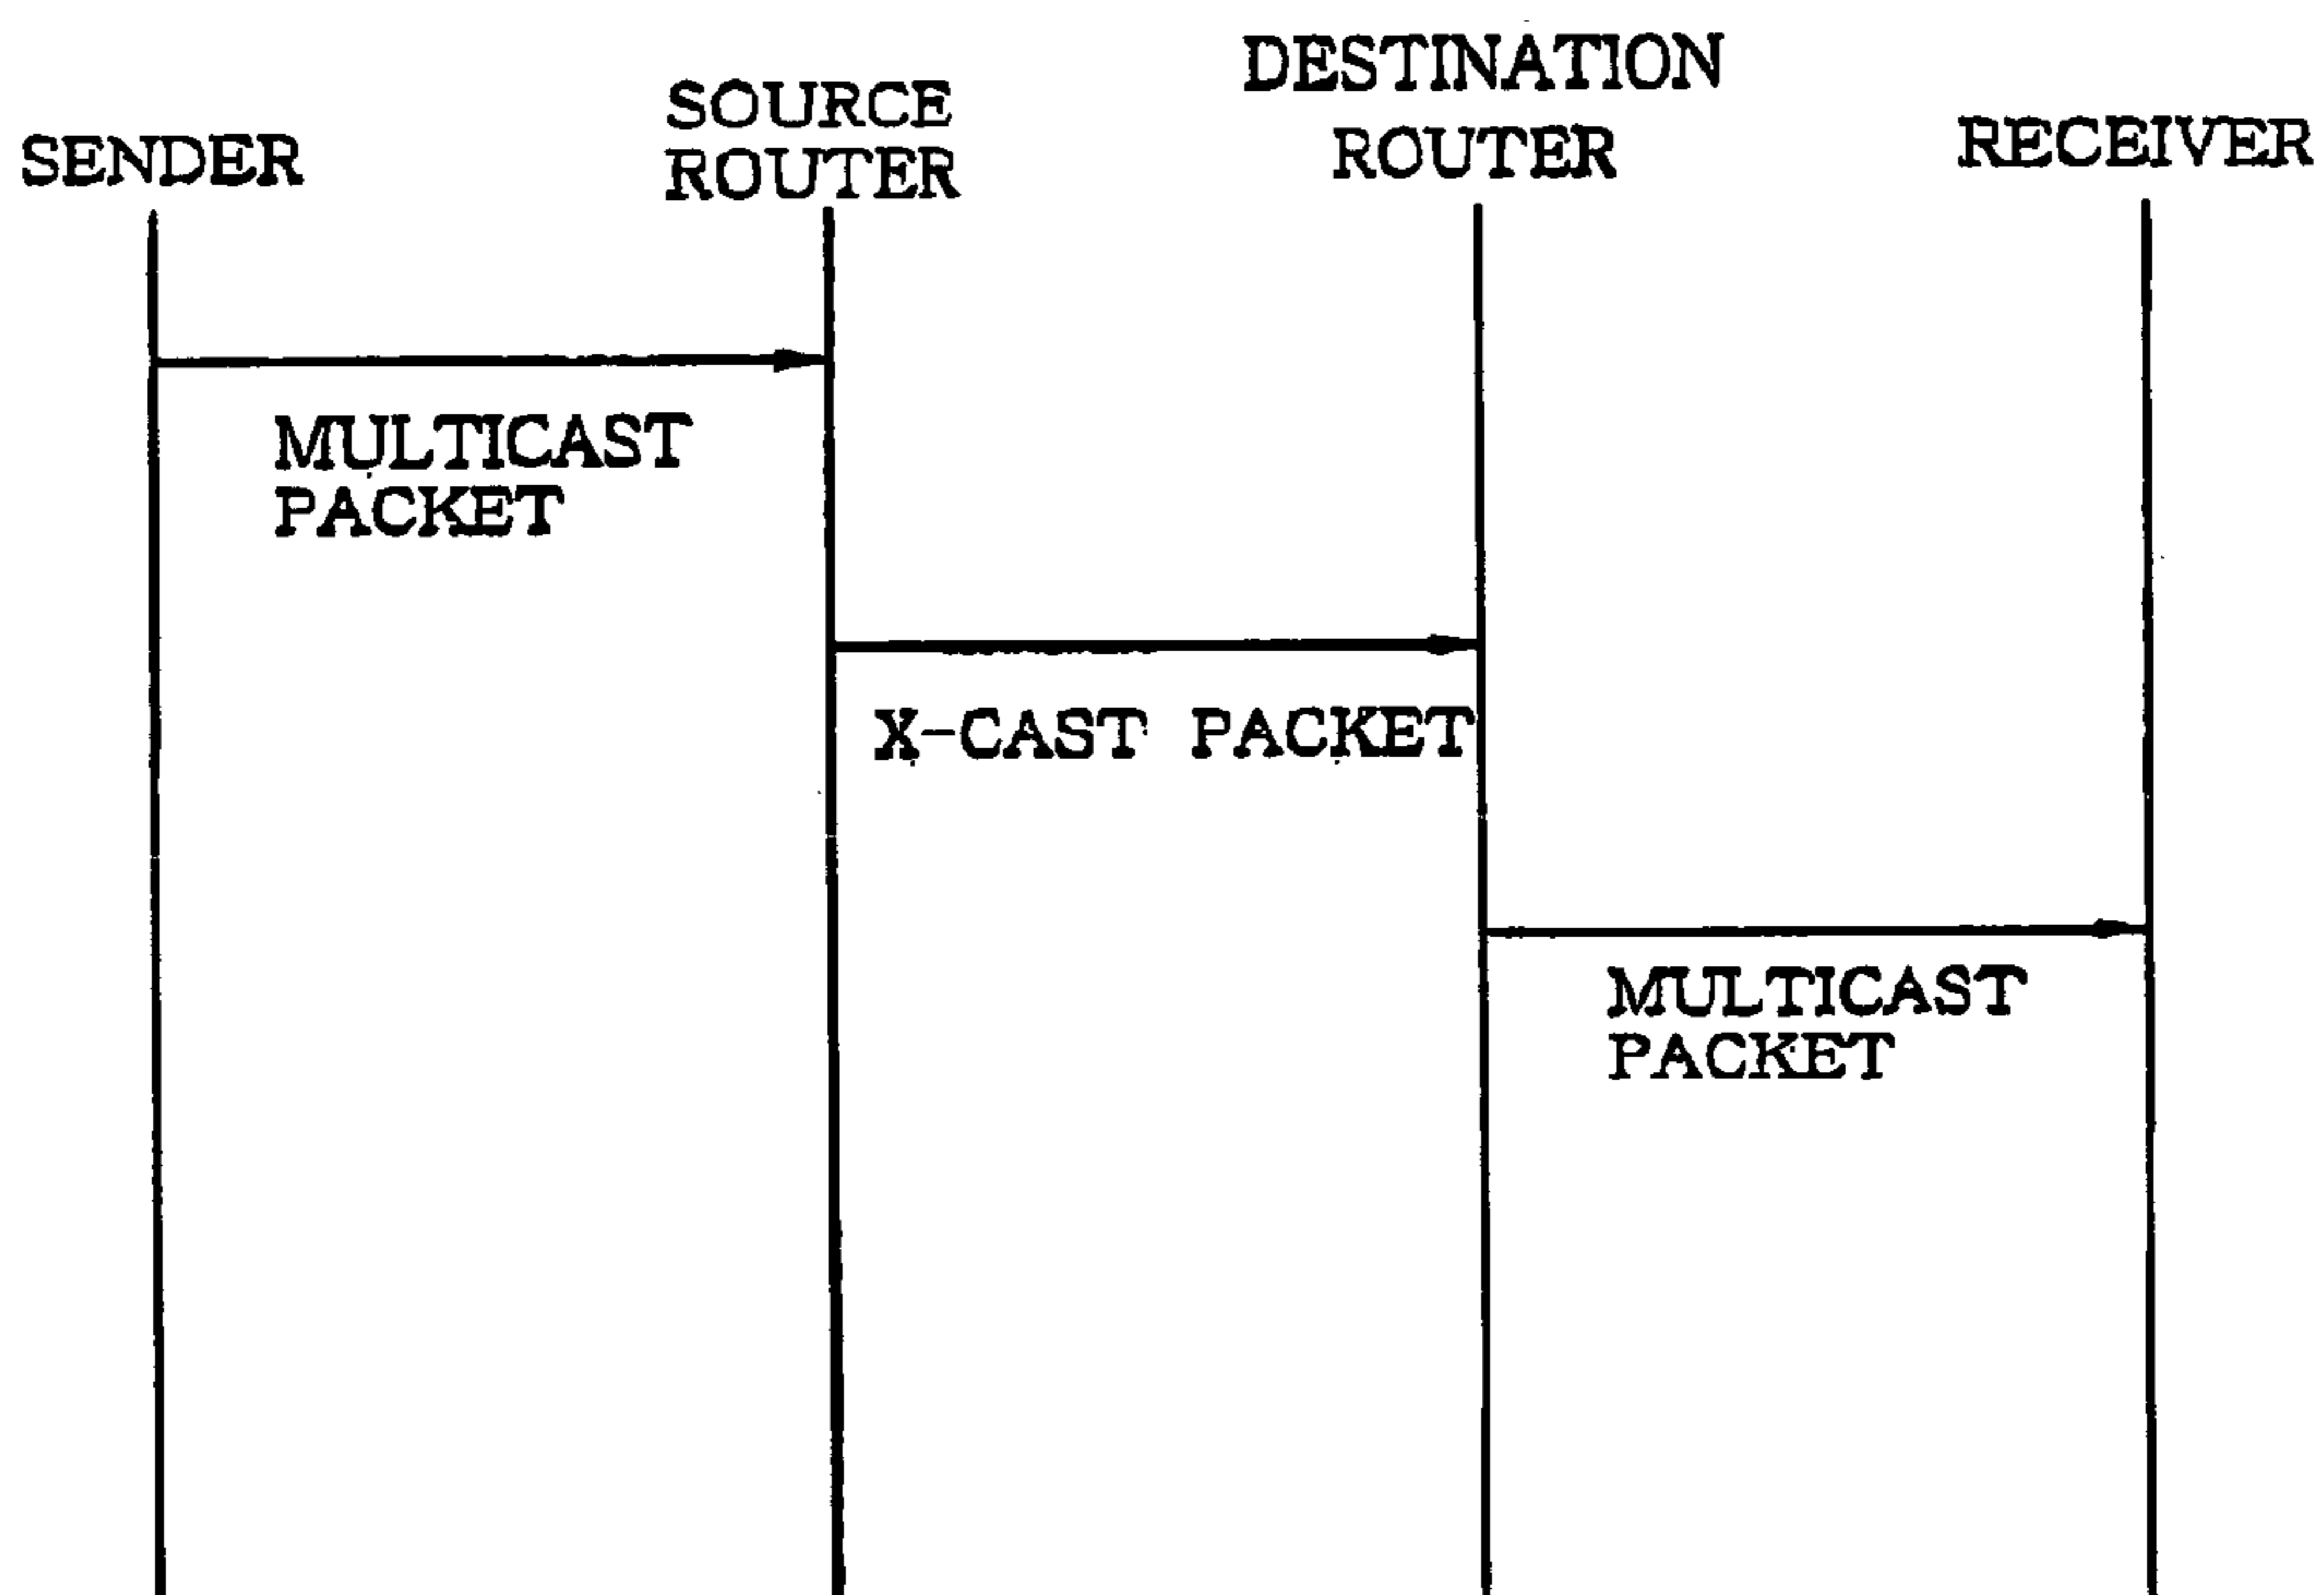 SENDER
SOURCE
ROUTER
DESTINATION
ROUTER
RECEIVER
MULTICAST
PACKET
X-CAST PACKET
MULTICAST
PACKET